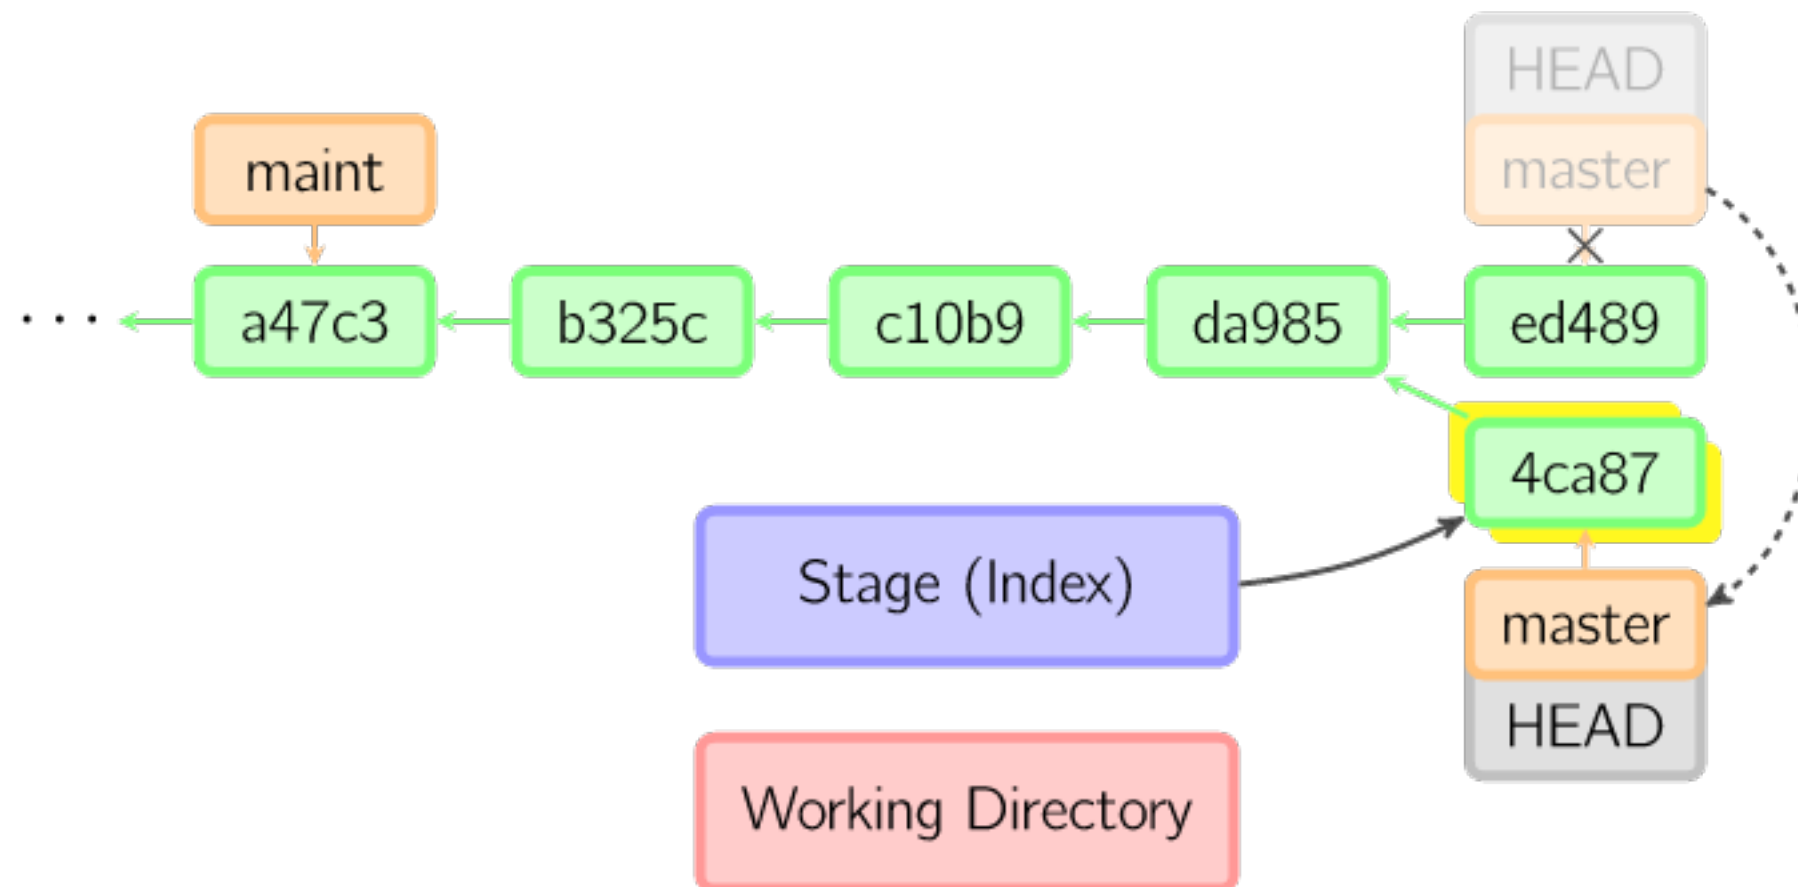 HEAD
maint
master
... a47c3 b325c c10b9 da985 ed489
4ca87
Stage (Index)
master
HEAD
Working Directory